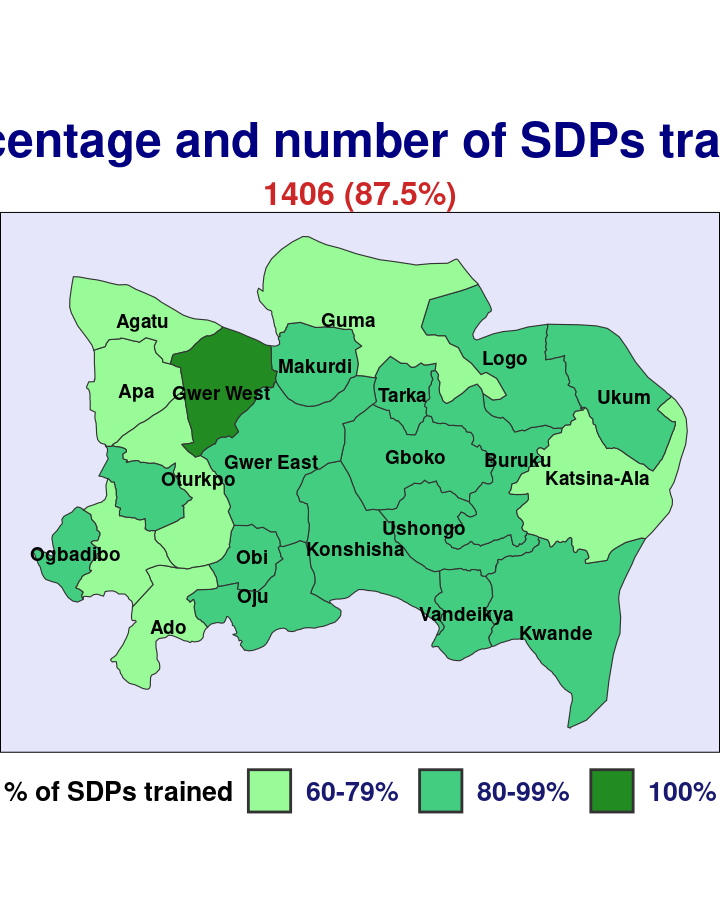 centage and number of SDPs tra
1406 (87.5%)
Agatu
Guma
Makurdi
Logo
Apa
Gwer West
Tarka
Ukum
Gwer East
Gboko
Buruku
Oturkpo
Katsina-Ala
Ushongo
Ogbadibo
Obi
Konshisha
Oju
Vandeikya
Ado
Kwande
% of SDPs trained 60-79% 80-99% 100%